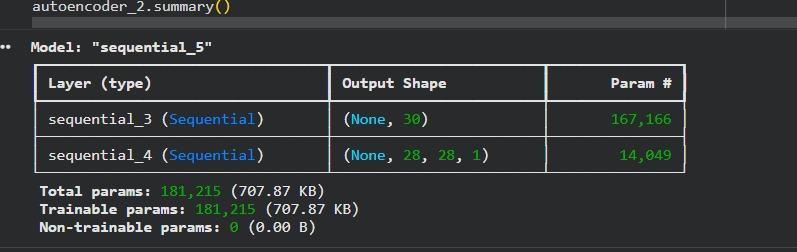 autoencoder_2.summary()
Model: "sequential_5"
Layer (type) Output Shape Param #
sequential_3 (Sequential) (None, 30) 167,166
sequential_4 (Sequential) (None, 28, 28, 1) 14,049
Total params: 181,215 (707.87 KB)
Trainable params: 181,215 (707.87 KB)
Non-trainable params: 0 (0.00 B)